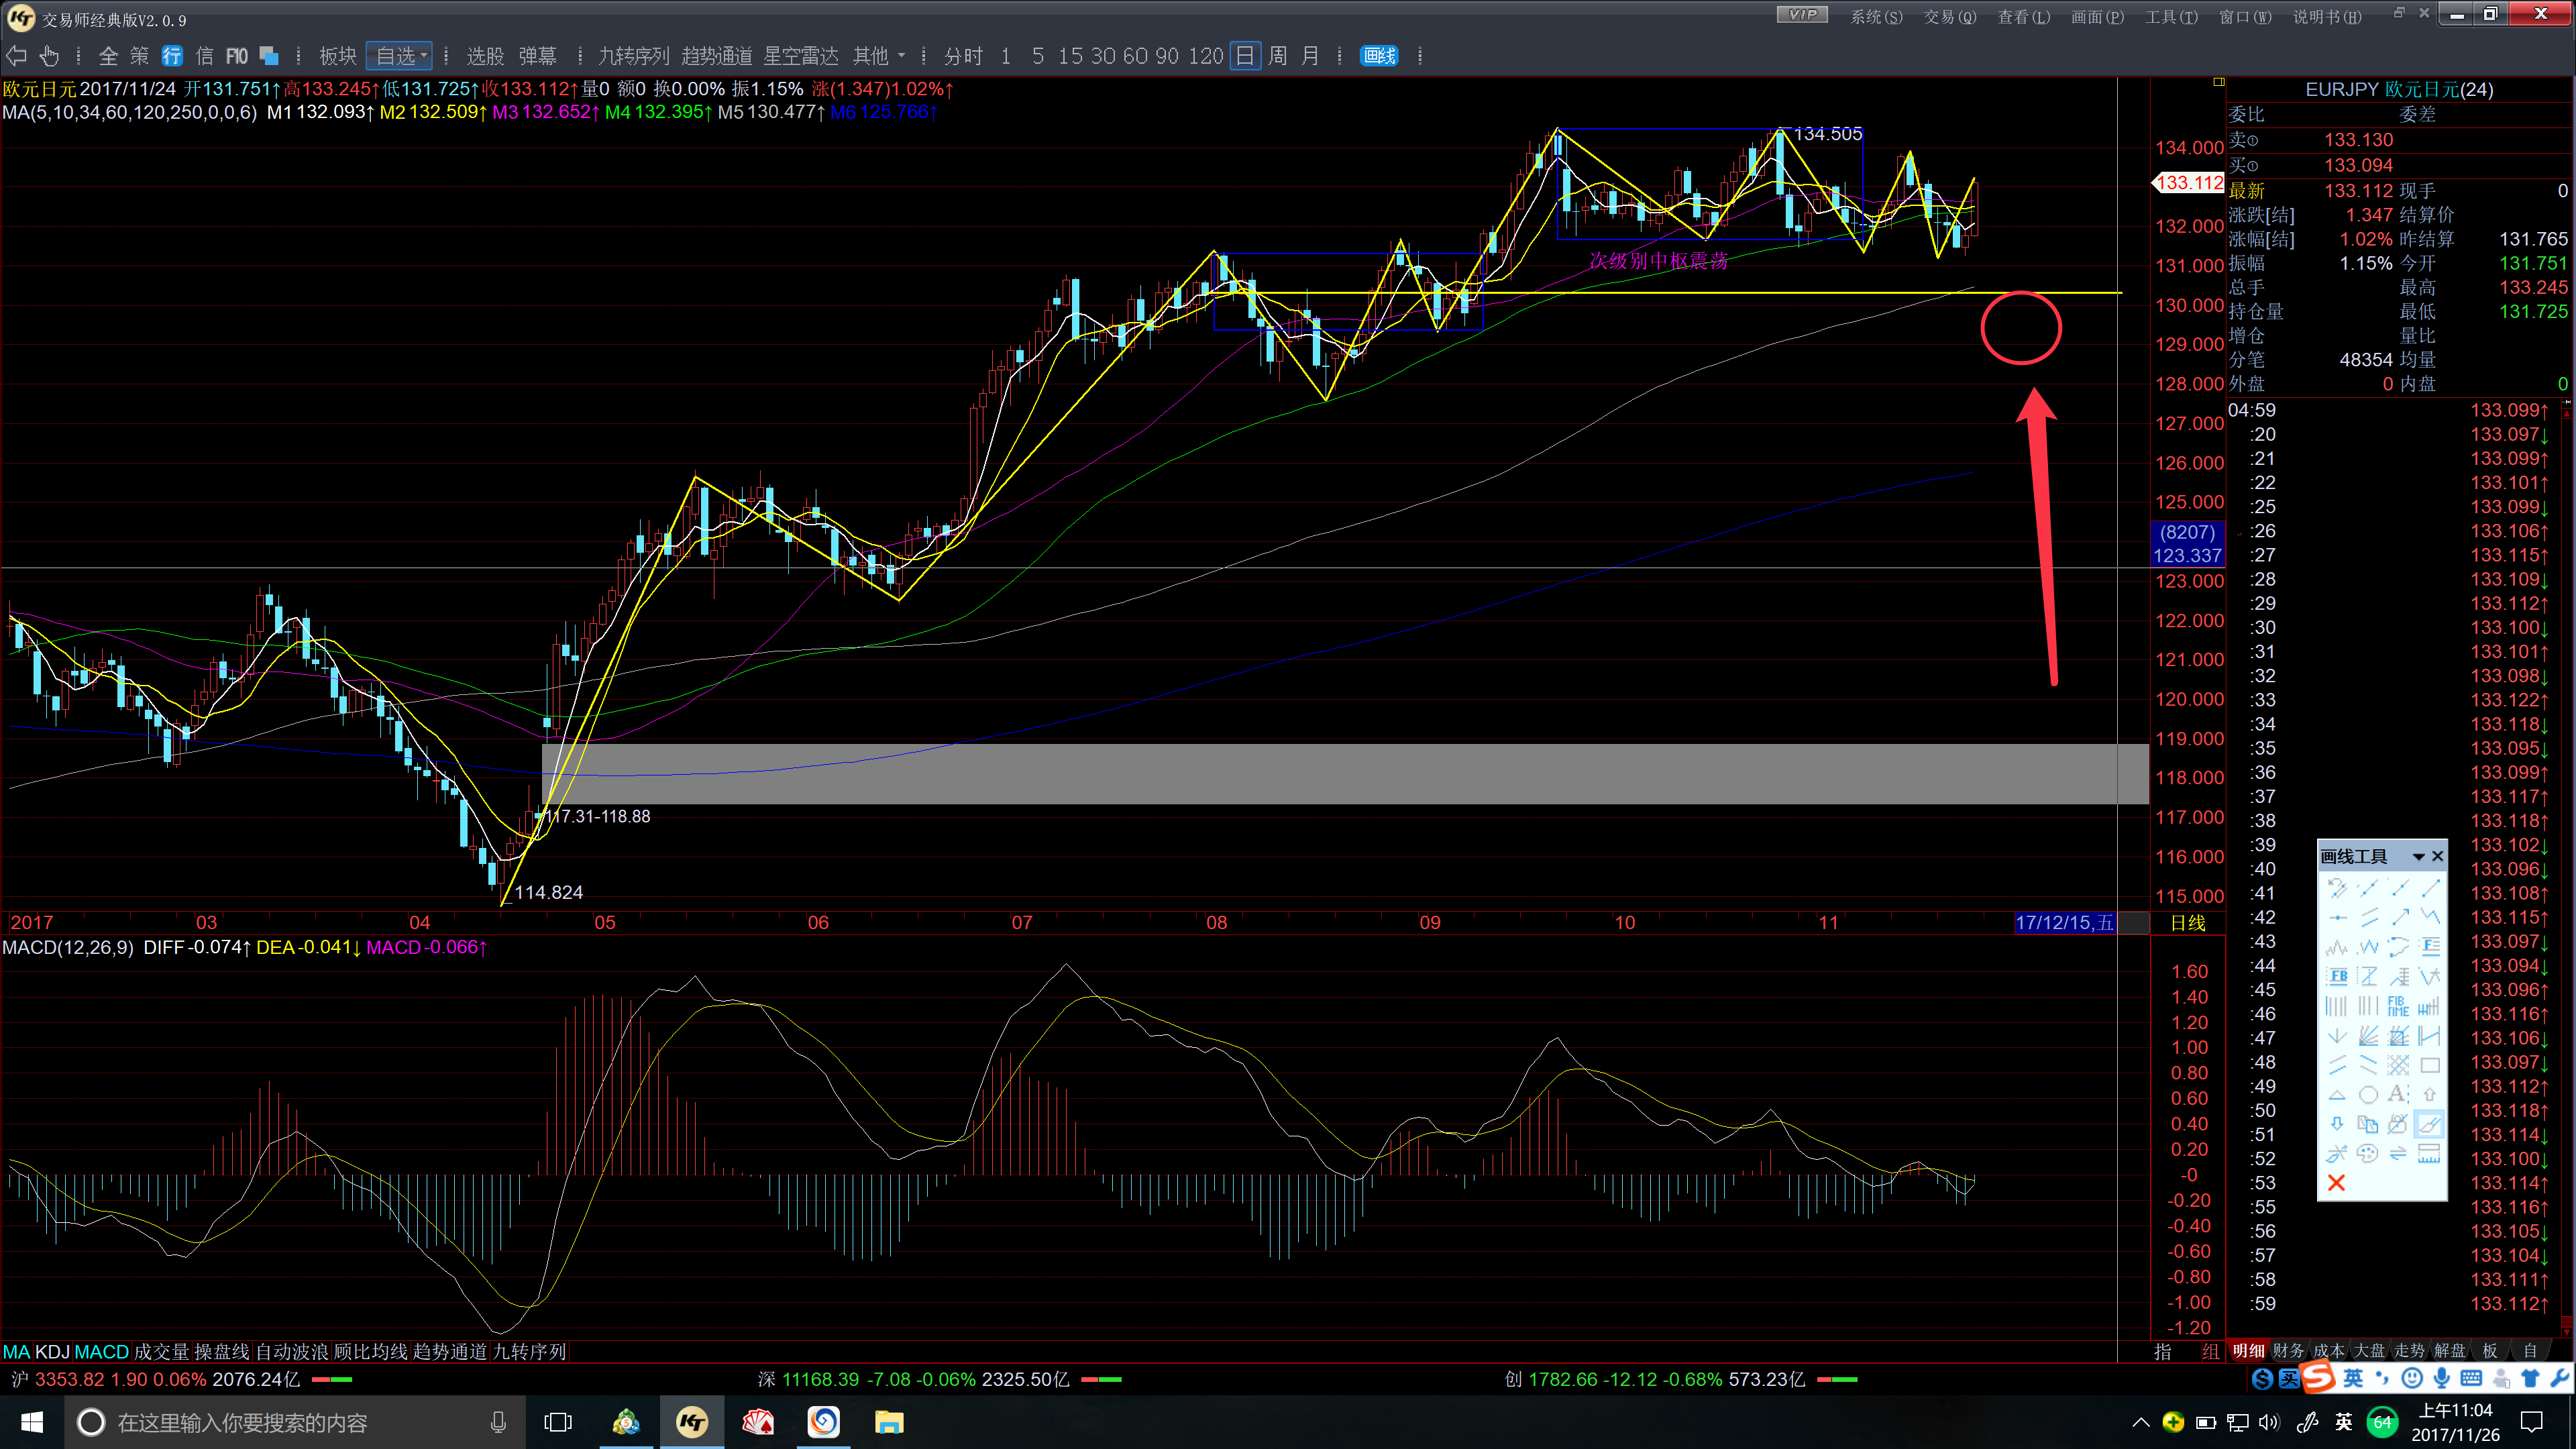 交易师经典版V2.0.9
VIP 系统(S) 交易(Q) 查看(L) 画面(P) 工具(T) 窗口(W) 说明书(H)
全 策 行 信 F10 板块 自选 选股 弹幕 九转序列 趋势通道 星空雷达 其他 分时 1 5 15 30 60 90 120 日 周 月 画线
欧元日元 2017/11/24 开131.751↑高133.245↑低131.725↑收133.112↑量0 额0 换0.00% 振1.15% 涨(1.347)1.02%↑
MA(5,10,34,60,120,250,0,0,6) M1 132.093↑ M2 132.509↑ M3 132.652↑ M4 132.395↑ M5 130.477↑ M6 125.766↑
134.505
次级别中枢震荡
117.31-118.88
114.824
134.000
133.112
132.000
131.000
130.000
129.000
128.000
127.000
126.000
125.000
(8207)
123.337
123.000
122.000
121.000
120.000
119.000
118.000
117.000
116.000
115.000
2017 03 04 05 06 07 08 09 10 11 17/12/15,五 日线
MACD(12,26,9) DIFF-0.074↑ DEA-0.041↓ MACD-0.066↑
1.60
1.40
1.20
1.00
0.80
0.60
0.40
0.20
-0
-0.20
-0.40
-0.60
-0.80
-1.00
-1.20
EURJPY 欧元日元(24)
委比 委差
卖① 133.130
买① 133.094
最新 133.112 现手 0
涨跌[结] 1.347 结算价
涨幅[结] 1.02% 昨结算 131.765
振幅 1.15% 今开 131.751
总手 最高 133.245
持仓量 最低 131.725
增仓 量比
分笔 48354 均量
外盘 0 内盘 0
04:59 133.099↑
:20 133.097↓
:21 133.099↑
:22 133.101↑
:25 133.099↓
:26 133.106↑
:27 133.115↑
:28 133.109↓
:29 133.112↑
:30 133.100↓
:31 133.101↑
:32 133.098↓
:33 133.122↑
:34 133.118↓
:35 133.095↓
:36 133.099↑
:37 133.117↑
:38 133.118↑
:39 133.102↓
:40 133.096↓
:41 133.108↑
:42 133.115↑
:43 133.097↓
:44 133.094↓
:45 133.096↑
:46 133.116↑
:47 133.106↓
:48 133.097↓
:49 133.112↑
:50 133.118↑
:51 133.114↓
:52 133.100↓
:53 133.114↑
:55 133.116↑
:56 133.105↓
:57 133.104↓
:58 133.111↑
:59 133.112↑
画线工具
F
FB
FIB
TIME
A
MA KDJ MACD 成交量 操盘线 自动波浪 顾比均线 趋势通道 九转序列
指 组 明细 财务 成本 大盘 走势 解盘 板 自
沪 3353.82 1.90 0.06% 2076.24亿 深 11168.39 -7.08 -0.06% 2325.50亿 创 1782.66 -12.12 -0.68% 573.23亿
S 买 S 英
在这里输入你要搜索的内容
KT
英 64 上午11:04
2017/11/26